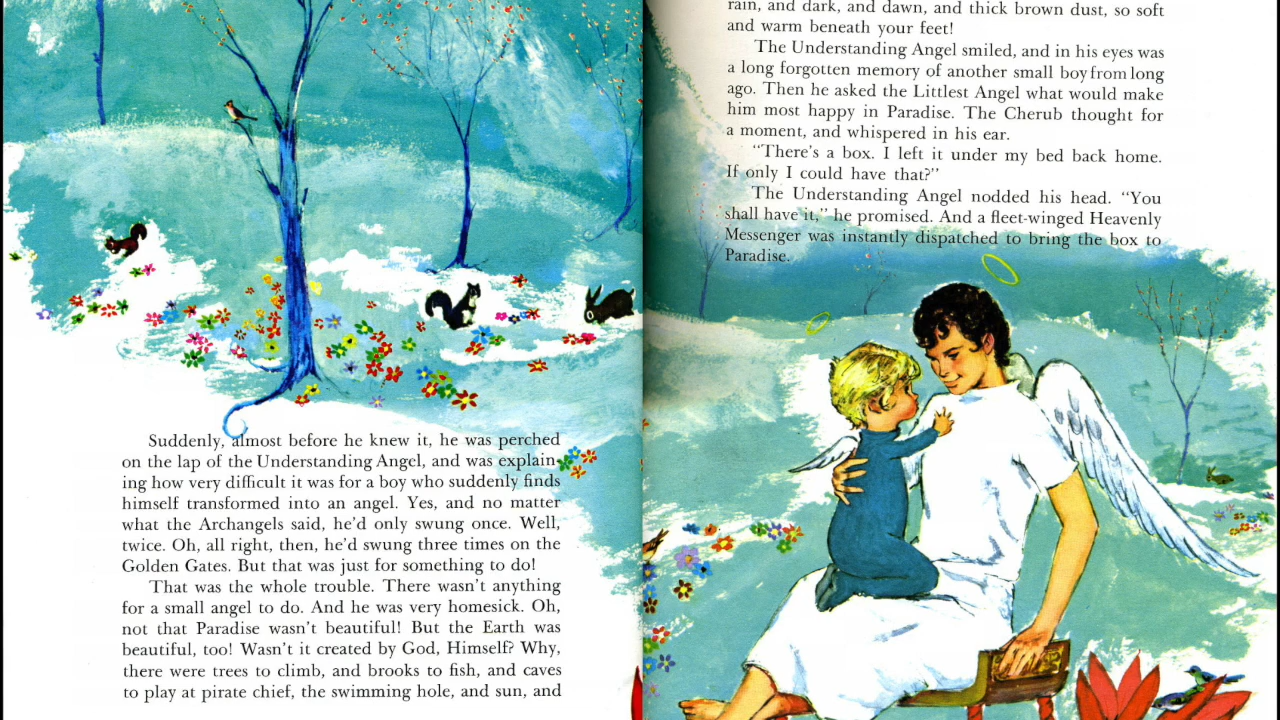 Suddenly, almost before he knew it, he was perched
on the lap of the Understanding Angel, and was explain-
ing how very difficult it was for a boy who suddenly finds
himself transformed into an angel. Yes, and no matter
what the Archangels said, he'd only swung once. Well,
twice. Oh, all right, then, he'd swung three times on the
Golden Gates. But that was just for something to do!
That was the whole trouble. There wasn't anything
for a small angel to do. And he was very homesick. Oh,
not that Paradise wasn't beautiful! But the Earth was
beautiful, too! Wasn't it created by God, Himself? Why,
there were trees to climb, and brooks to fish, and caves
to play at pirate chief, the swimming hole, and sun, and
rain, and dark, and dawn, and thick brown dust, so soft
and warm beneath your feet!
The Understanding Angel smiled, and in his eyes was
a long forgotten memory of another small boy from long
ago. Then he asked the Littlest Angel what would make
him most happy in Paradise. The Cherub thought for
a moment, and whispered in his ear.
"There's a box. I left it under my bed back home.
If only I could have that?"
The Understanding Angel nodded his head. "You
shall have it," he promised. And a fleet-winged Heavenly
Messenger was instantly dispatched to bring the box to
Paradise.